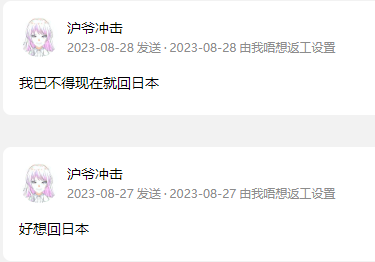 沪爷冲击
2023-08-28 发送 · 2023-08-28 由我唔想返工设置
我巴不得现在就回日本
沪爷冲击
2023-08-27 发送 · 2023-08-27 由我唔想返工设置
好想回日本